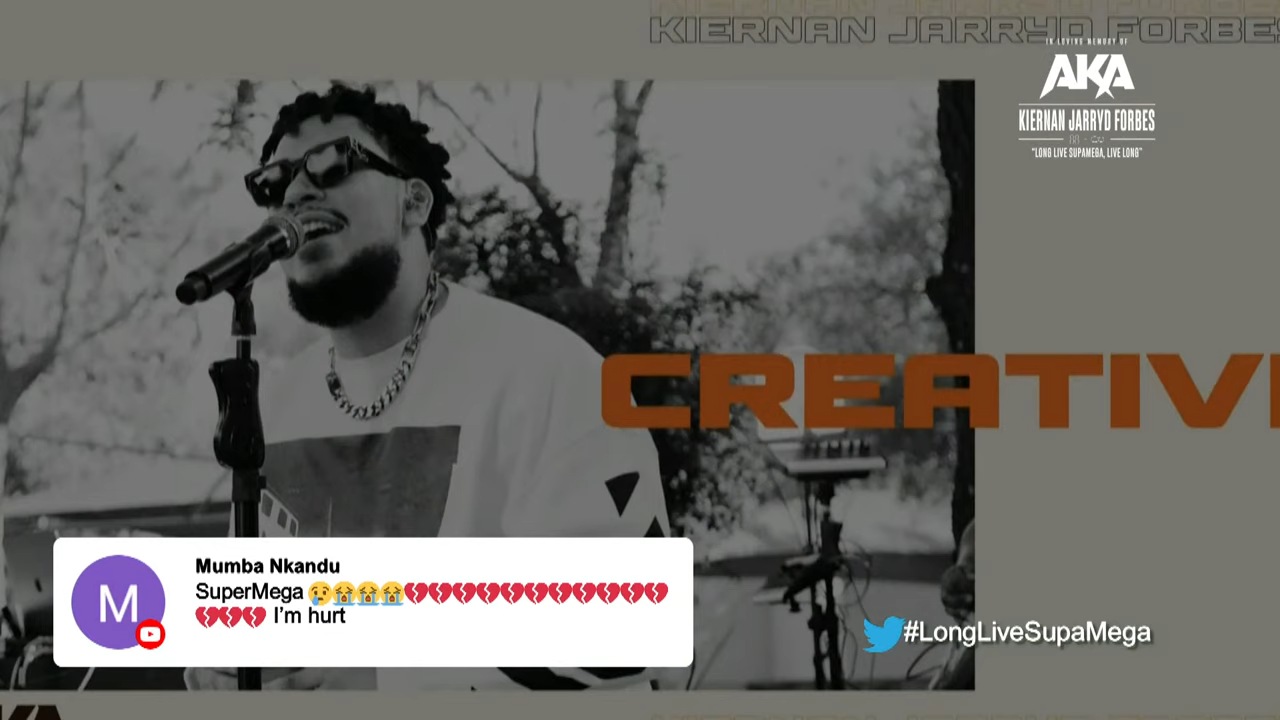 KIERNAN JARRYD FORBES
IN LOVING MEMORY OF
AKA
KIERNAN JARRYD FORBES
"LONG LIVE SUPAMEGA, LIVE LONG"
CREATIV
Mumba Nkandu
SuperMega 😢😭😭😭💔💔💔💔💔💔💔💔💔💔💔
💔💔💔 I'm hurt
M
#LongLiveSupaMega